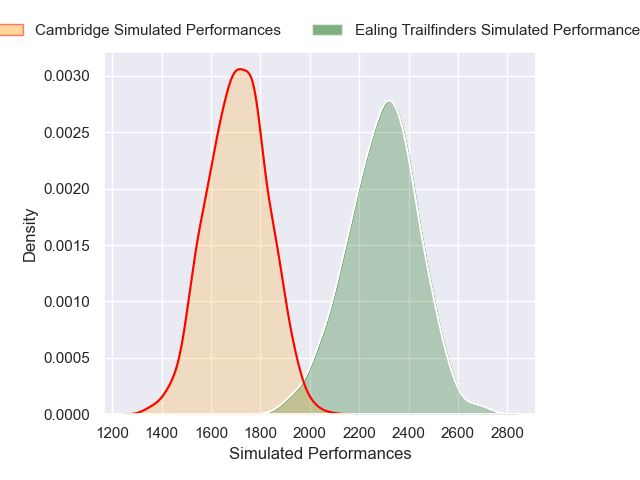 Cambridge Simulated Performances Ealing Trailfinders Simulated Performance
0.0030
0.0025
0.0020
0.0015
0.0010
0.0005
0.0000
Density
1200 1400 1600 1800 2000 2200 2400 2600 2800
Simulated Performances